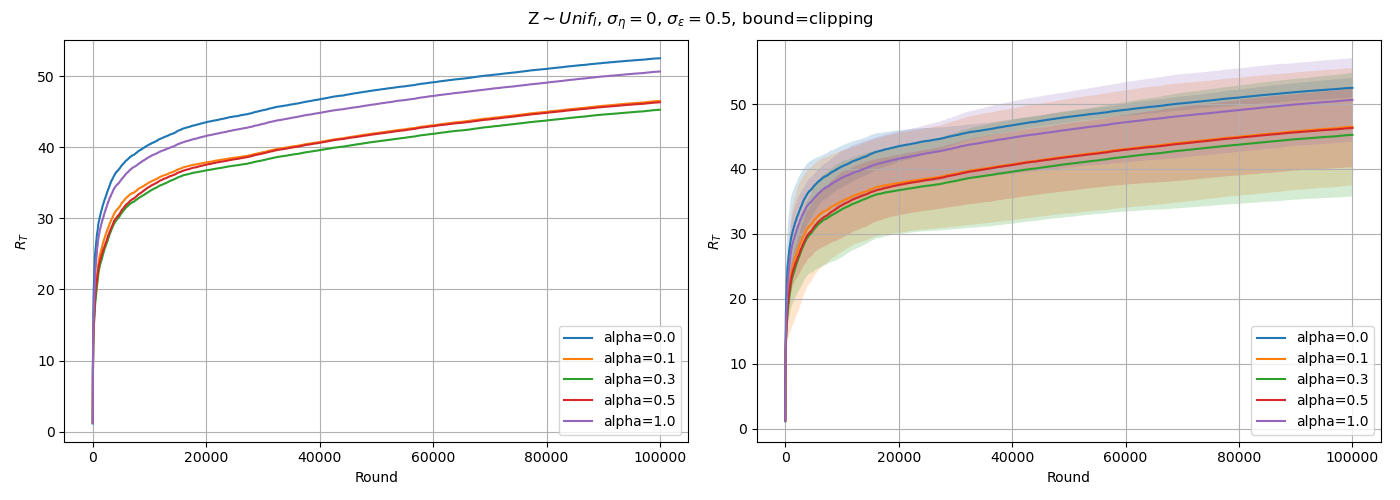 Z ~ Unif_l, σ_η = 0, σ_ε = 0.5, bound=clipping
R_T
50
40
30
20
10
0
0 20000 40000 60000 80000 100000
Round
alpha=0.0
alpha=0.1
alpha=0.3
alpha=0.5
alpha=1.0
R_T
50
40
30
20
10
0
0 20000 40000 60000 80000 100000
Round
alpha=0.0
alpha=0.1
alpha=0.3
alpha=0.5
alpha=1.0